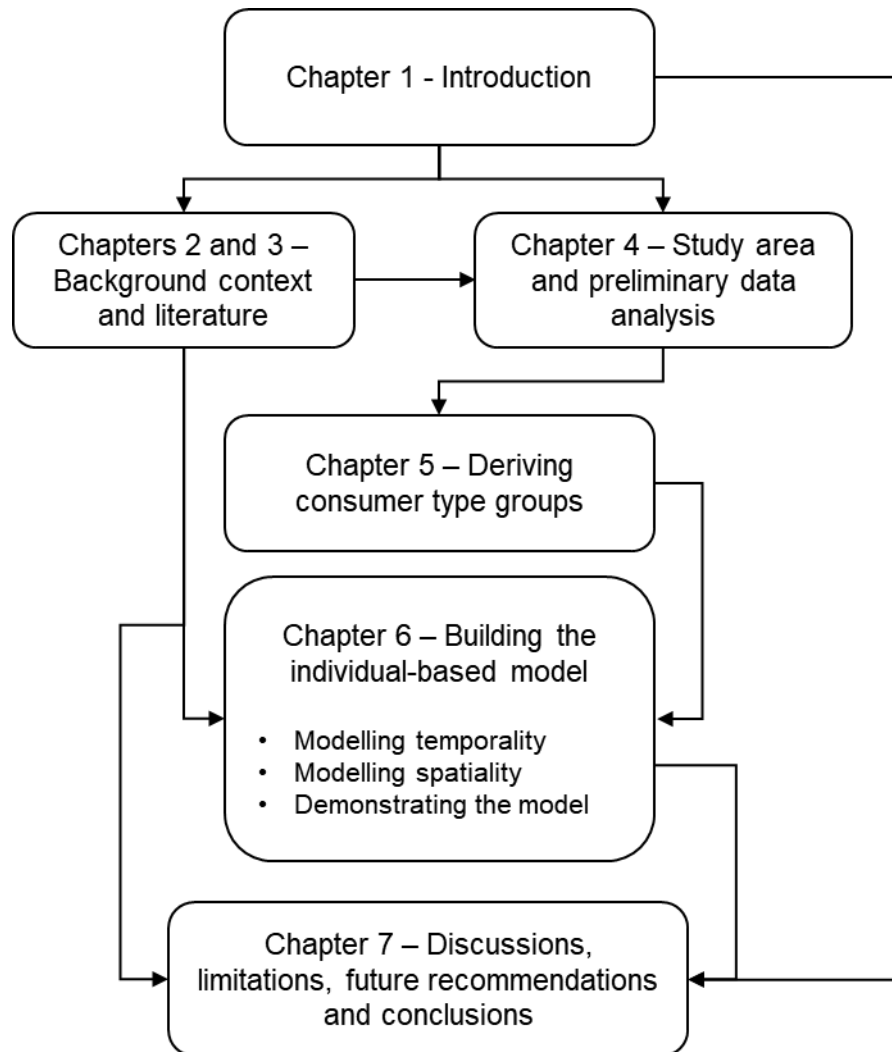 Chapter 1 - Introduction
Chapters 2 and 3 –
Background context
and literature
Chapter 4 – Study area
and preliminary data
analysis
Chapter 5 – Deriving
consumer type groups
Chapter 6 – Building the
individual-based model
• Modelling temporality
• Modelling spatiality
• Demonstrating the model
Chapter 7 – Discussions,
limitations, future recommendations
and conclusions